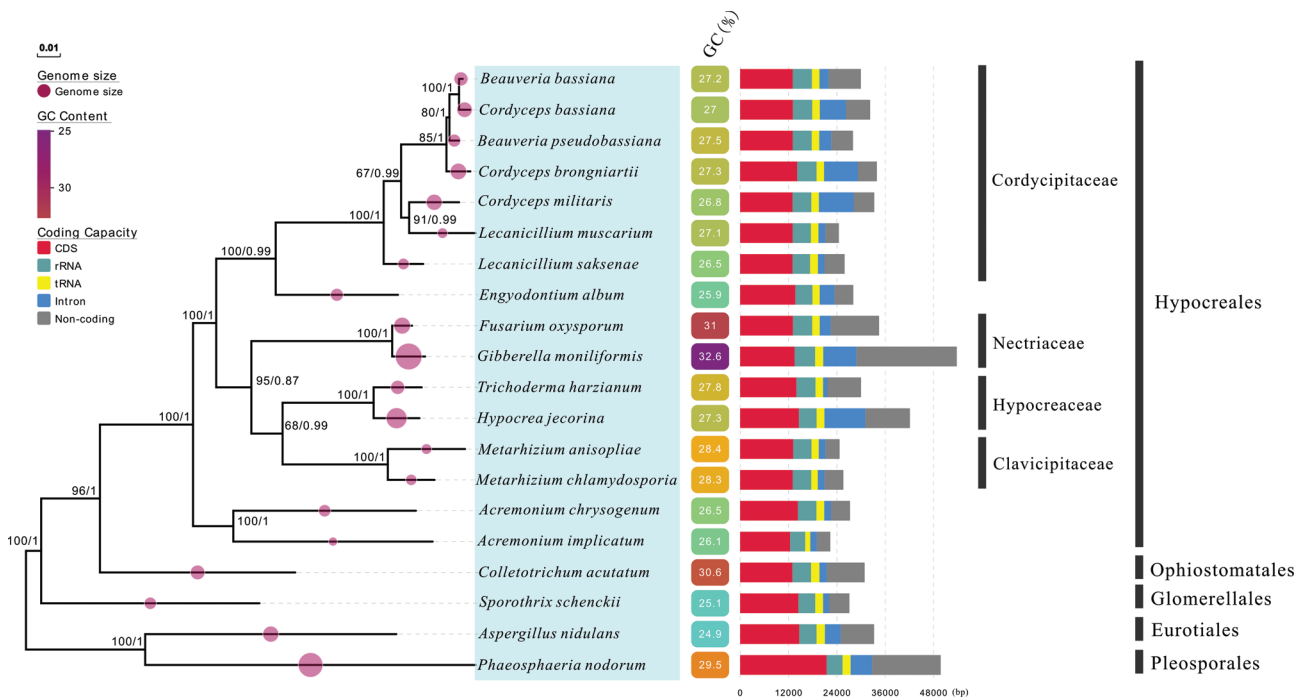 0.01
Genome size
Genome size
GC Content
25
30
Coding Capacity
CDS
rRNA
tRNA
Intron
Non-coding
100/1
80/1
85/1
67/0.99
91/0.99
100/1
100/0.99
100/1
95/0.87
100/1
68/0.99
100/1
100/1
100/1
96/1
100/1
100/1
GC (%)
Beauveria bassiana 27.2
Cordyceps bassiana 27
Beauveria pseudobassiana 27.5
Cordyceps brongniartii 27.3
Cordyceps militaris 26.8
Lecanicillium muscarium 27.1
Lecanicillium saksenae 26.5
Engyodontium album 25.9
Fusarium oxysporum 31
Gibberella moniliformis 32.6
Trichoderma harzianum 27.8
Hypocrea jecorina 27.3
Metarhizium anisopliae 28.4
Metarhizium chlamydosporia 28.3
Acremonium chrysogenum 26.5
Acremonium implicatum 26.1
Colletotrichum acutatum 30.6
Sporothrix schenckii 25.1
Aspergillus nidulans 24.9
Phaeosphaeria nodorum 29.5
0 12000 24000 36000 48000 (bp)
Cordycipitaceae
Nectriaceae
Hypocreaceae
Clavicipitaceae
Hypocreales
Ophiostomatales
Glomerellales
Eurotiales
Pleosporales